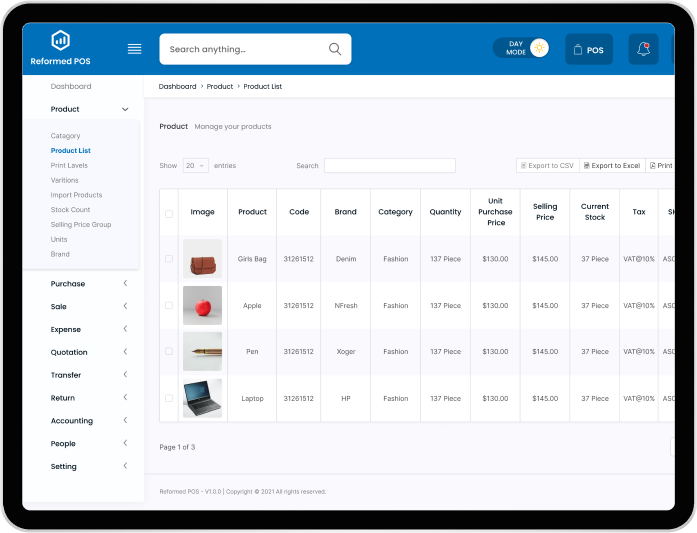 Reformed POS
Search anything...
DAY MODE
POS
Dashboard
Product
Catagory
Product List
Print Lavels
Varitions
Import Products
Stock Count
Selling Price Group
Units
Brand
Purchase
Sale
Expense
Quotation
Transfer
Return
Accounting
People
Setting
Dashboard > Product > Product List
Product Manage your products
Show 20 entries Search Export to CSV Export to Excel Print
Image Product Code Brand Category Quantity Unit Purchase Price Selling Price Current Stock Tax
Girls Bag 31261512 Denim Fashion 137 Piece $130.00 $145.00 37 Piece VAT@10%
Apple 31261512 NFresh Fashion 137 Piece $130.00 $145.00 37 Piece VAT@10%
Pen 31261512 Xoger Fashion 137 Piece $130.00 $145.00 37 Piece VAT@10%
Laptop 31261512 HP Fashion 137 Piece $130.00 $145.00 37 Piece VAT@10%
Page 1 of 3
Reformed POS - V1.0.0 | Copyright © 2021 All rights reserved.